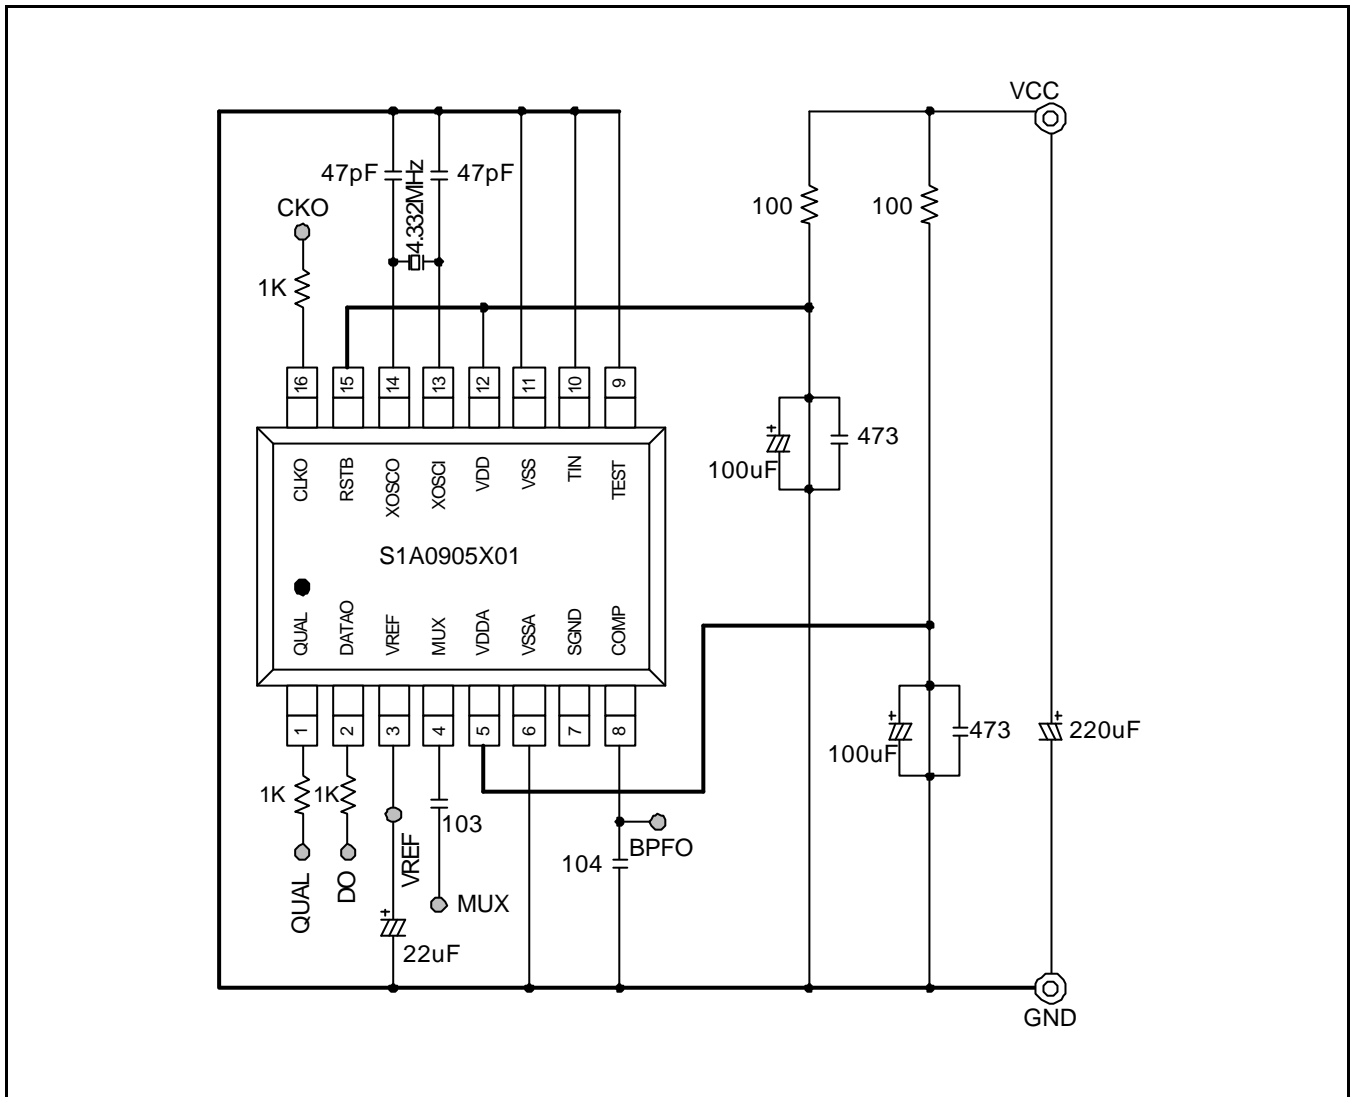 VCC
47pF
4.332MHz
47pF
100
100
CKO
1K
16
15
14
13
12
11
10
9
473
100uF
CLKO
RSTB
XOSCO
XOSCI
VDD
VSS
TIN
TEST
S1A0905X01
QUAL
DATAO
VREF
MUX
VDDA
VSSA
SGND
COMP
1
2
3
4
5
6
7
8
473
100uF
220uF
1K
1K
103
VREF
104
BPFO
QUAL
DO
MUX
22uF
GND